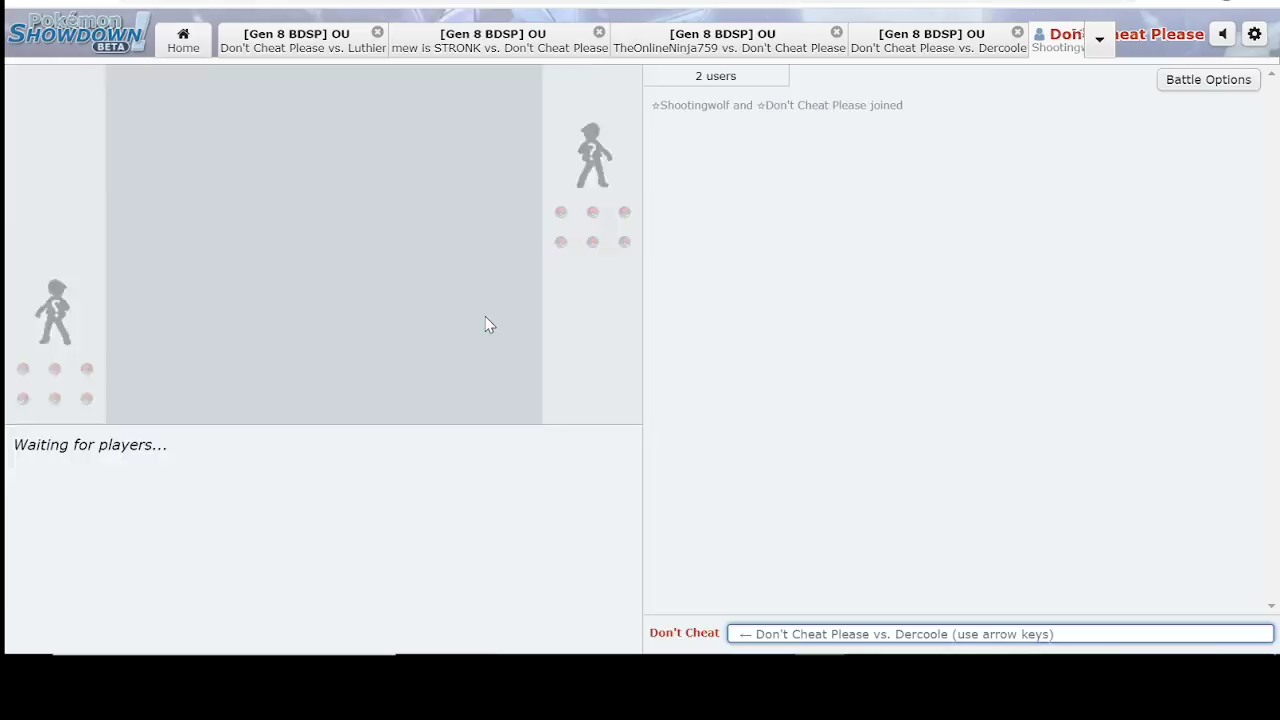 Pokémon
SHOWDOWN!
BETA
Home
[Gen 8 BDSP] OU
Don't Cheat Please vs. Luthier
[Gen 8 BDSP] OU
mew is STRONK vs. Don't Cheat Please
[Gen 8 BDSP] OU
TheOnlineNinja759 vs. Don't Cheat Please
[Gen 8 BDSP] OU
Don't Cheat Please vs. Dercoole
Don'
Shootingw
heat Please
2 users
Battle Options
☆Shootingwolf and ☆Don't Cheat Please joined
?
?
Waiting for players...
Don't Cheat
← Don't Cheat Please vs. Dercoole (use arrow keys)